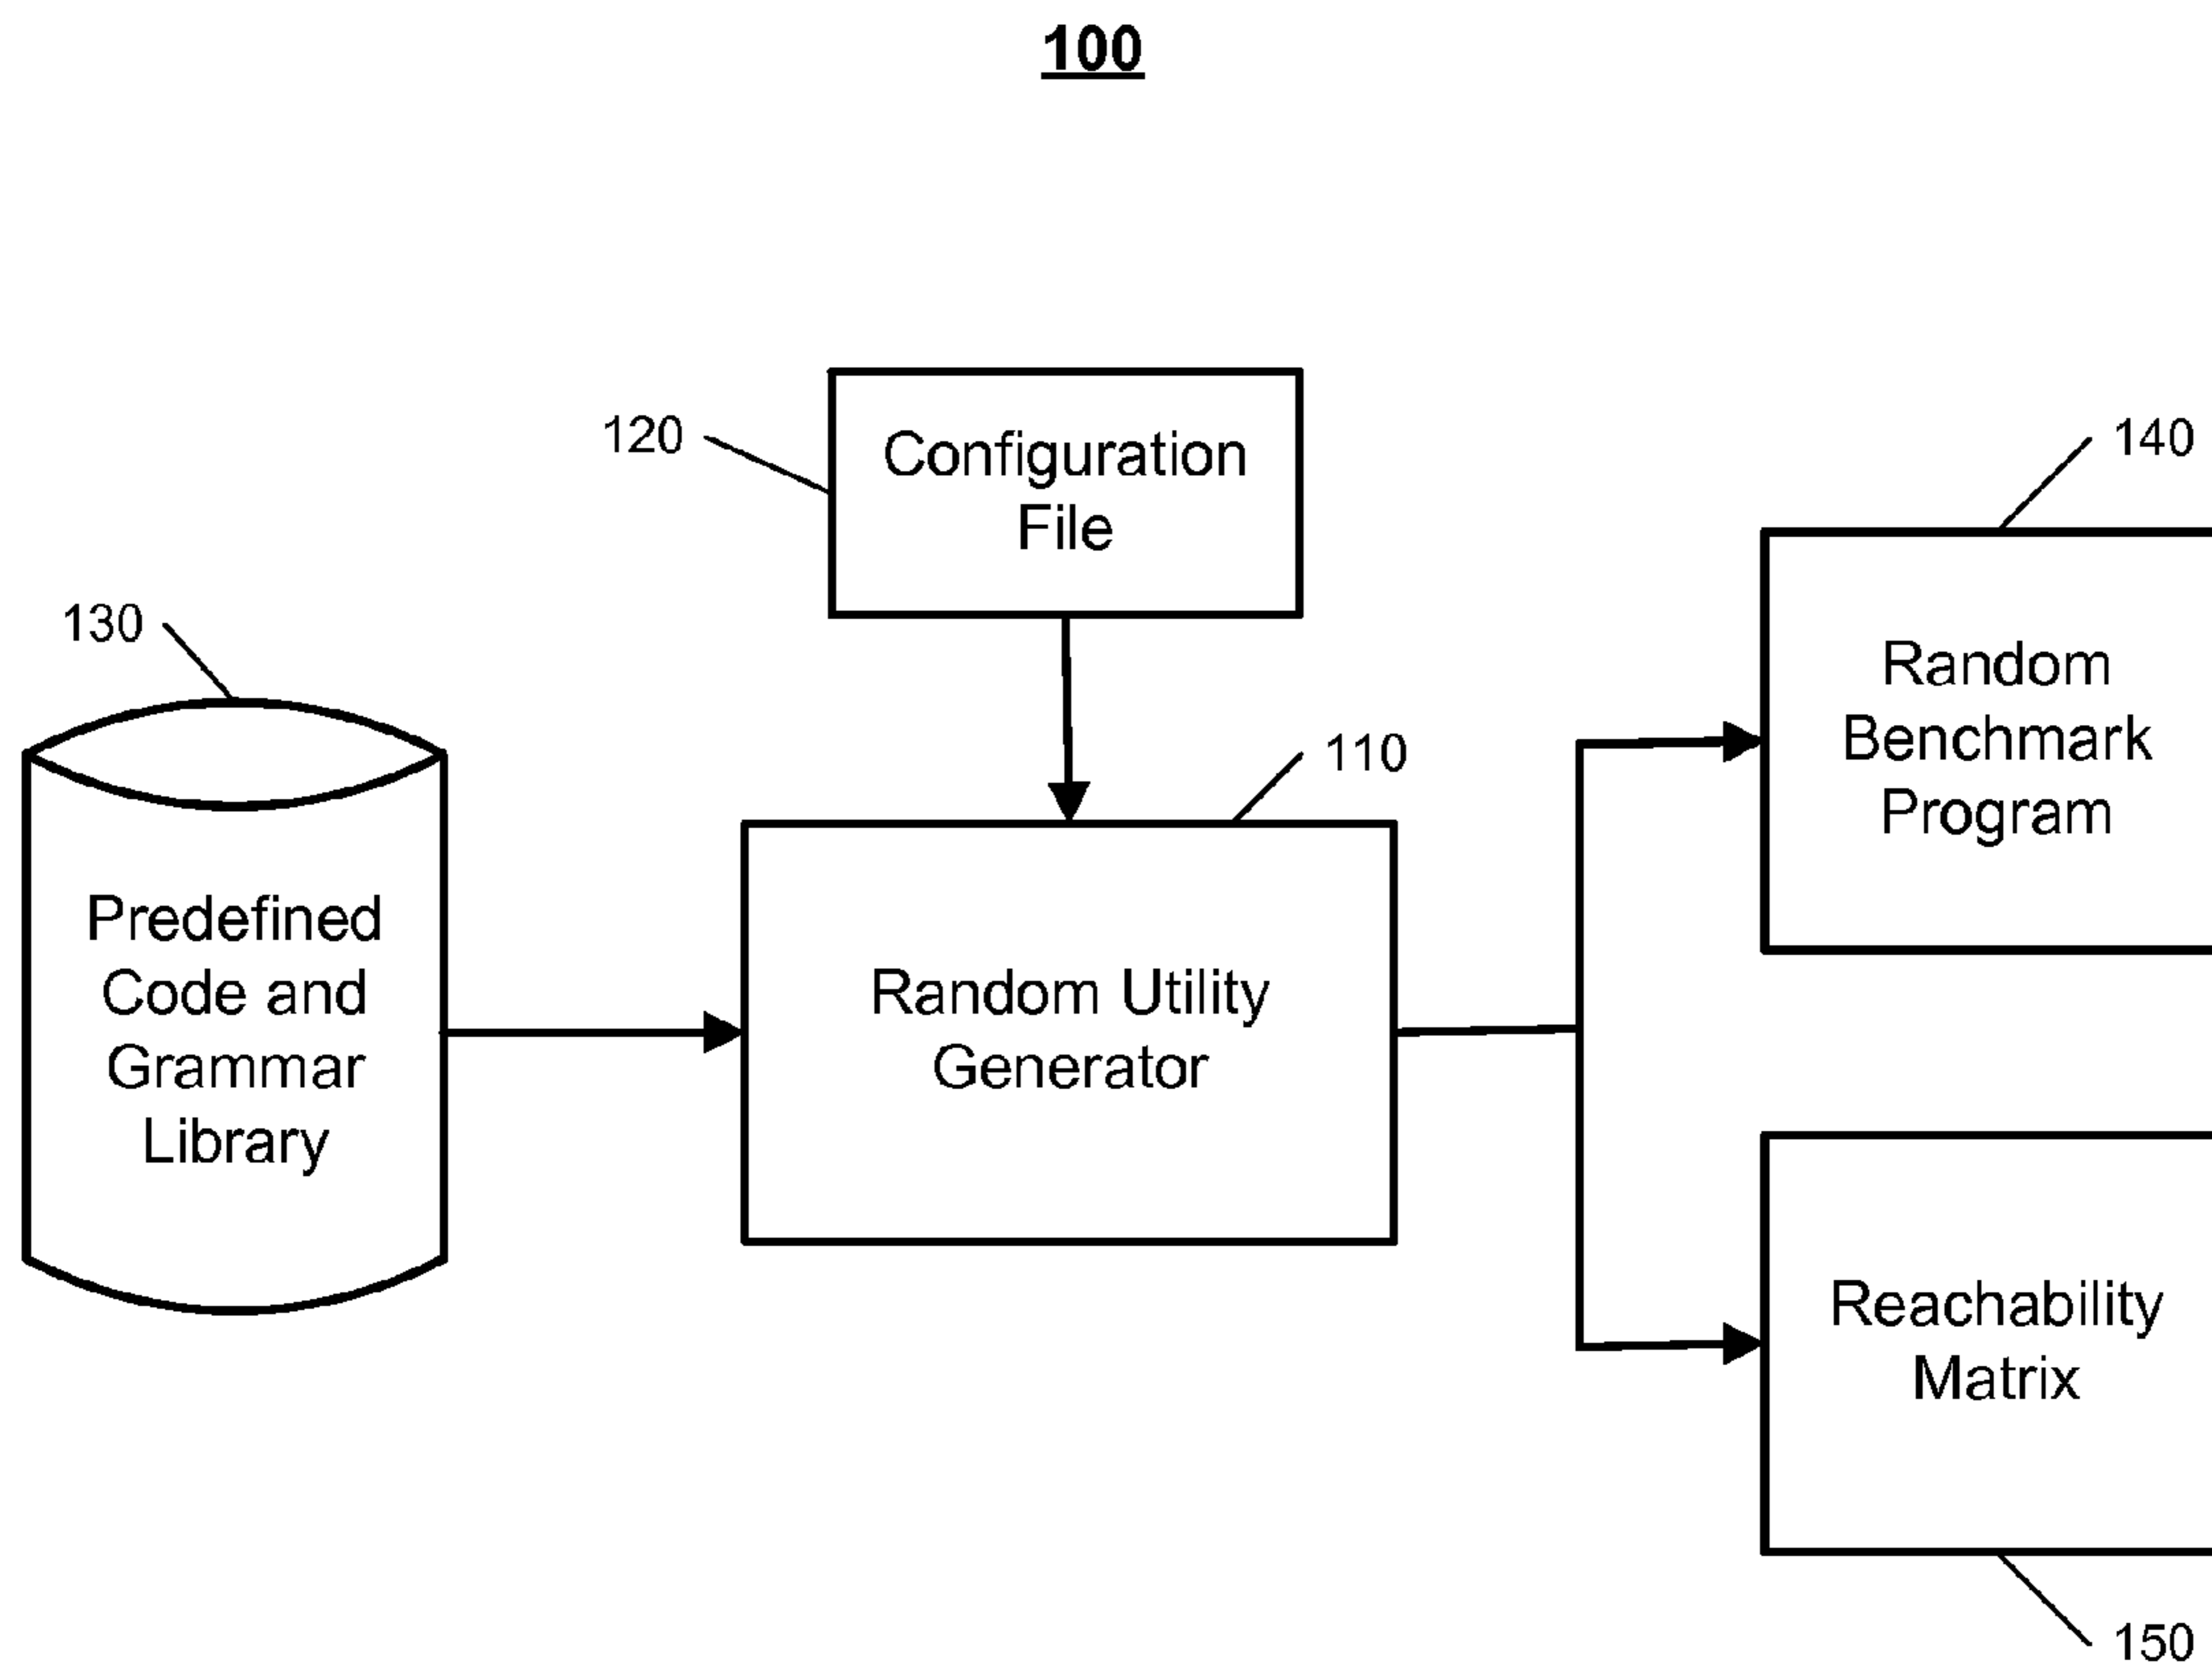 100
120
Configuration
File
140
130
Random
Benchmark
Program
110
Predefined
Code and
Grammar
Library
Random Utility
Generator
Reachability
Matrix
150